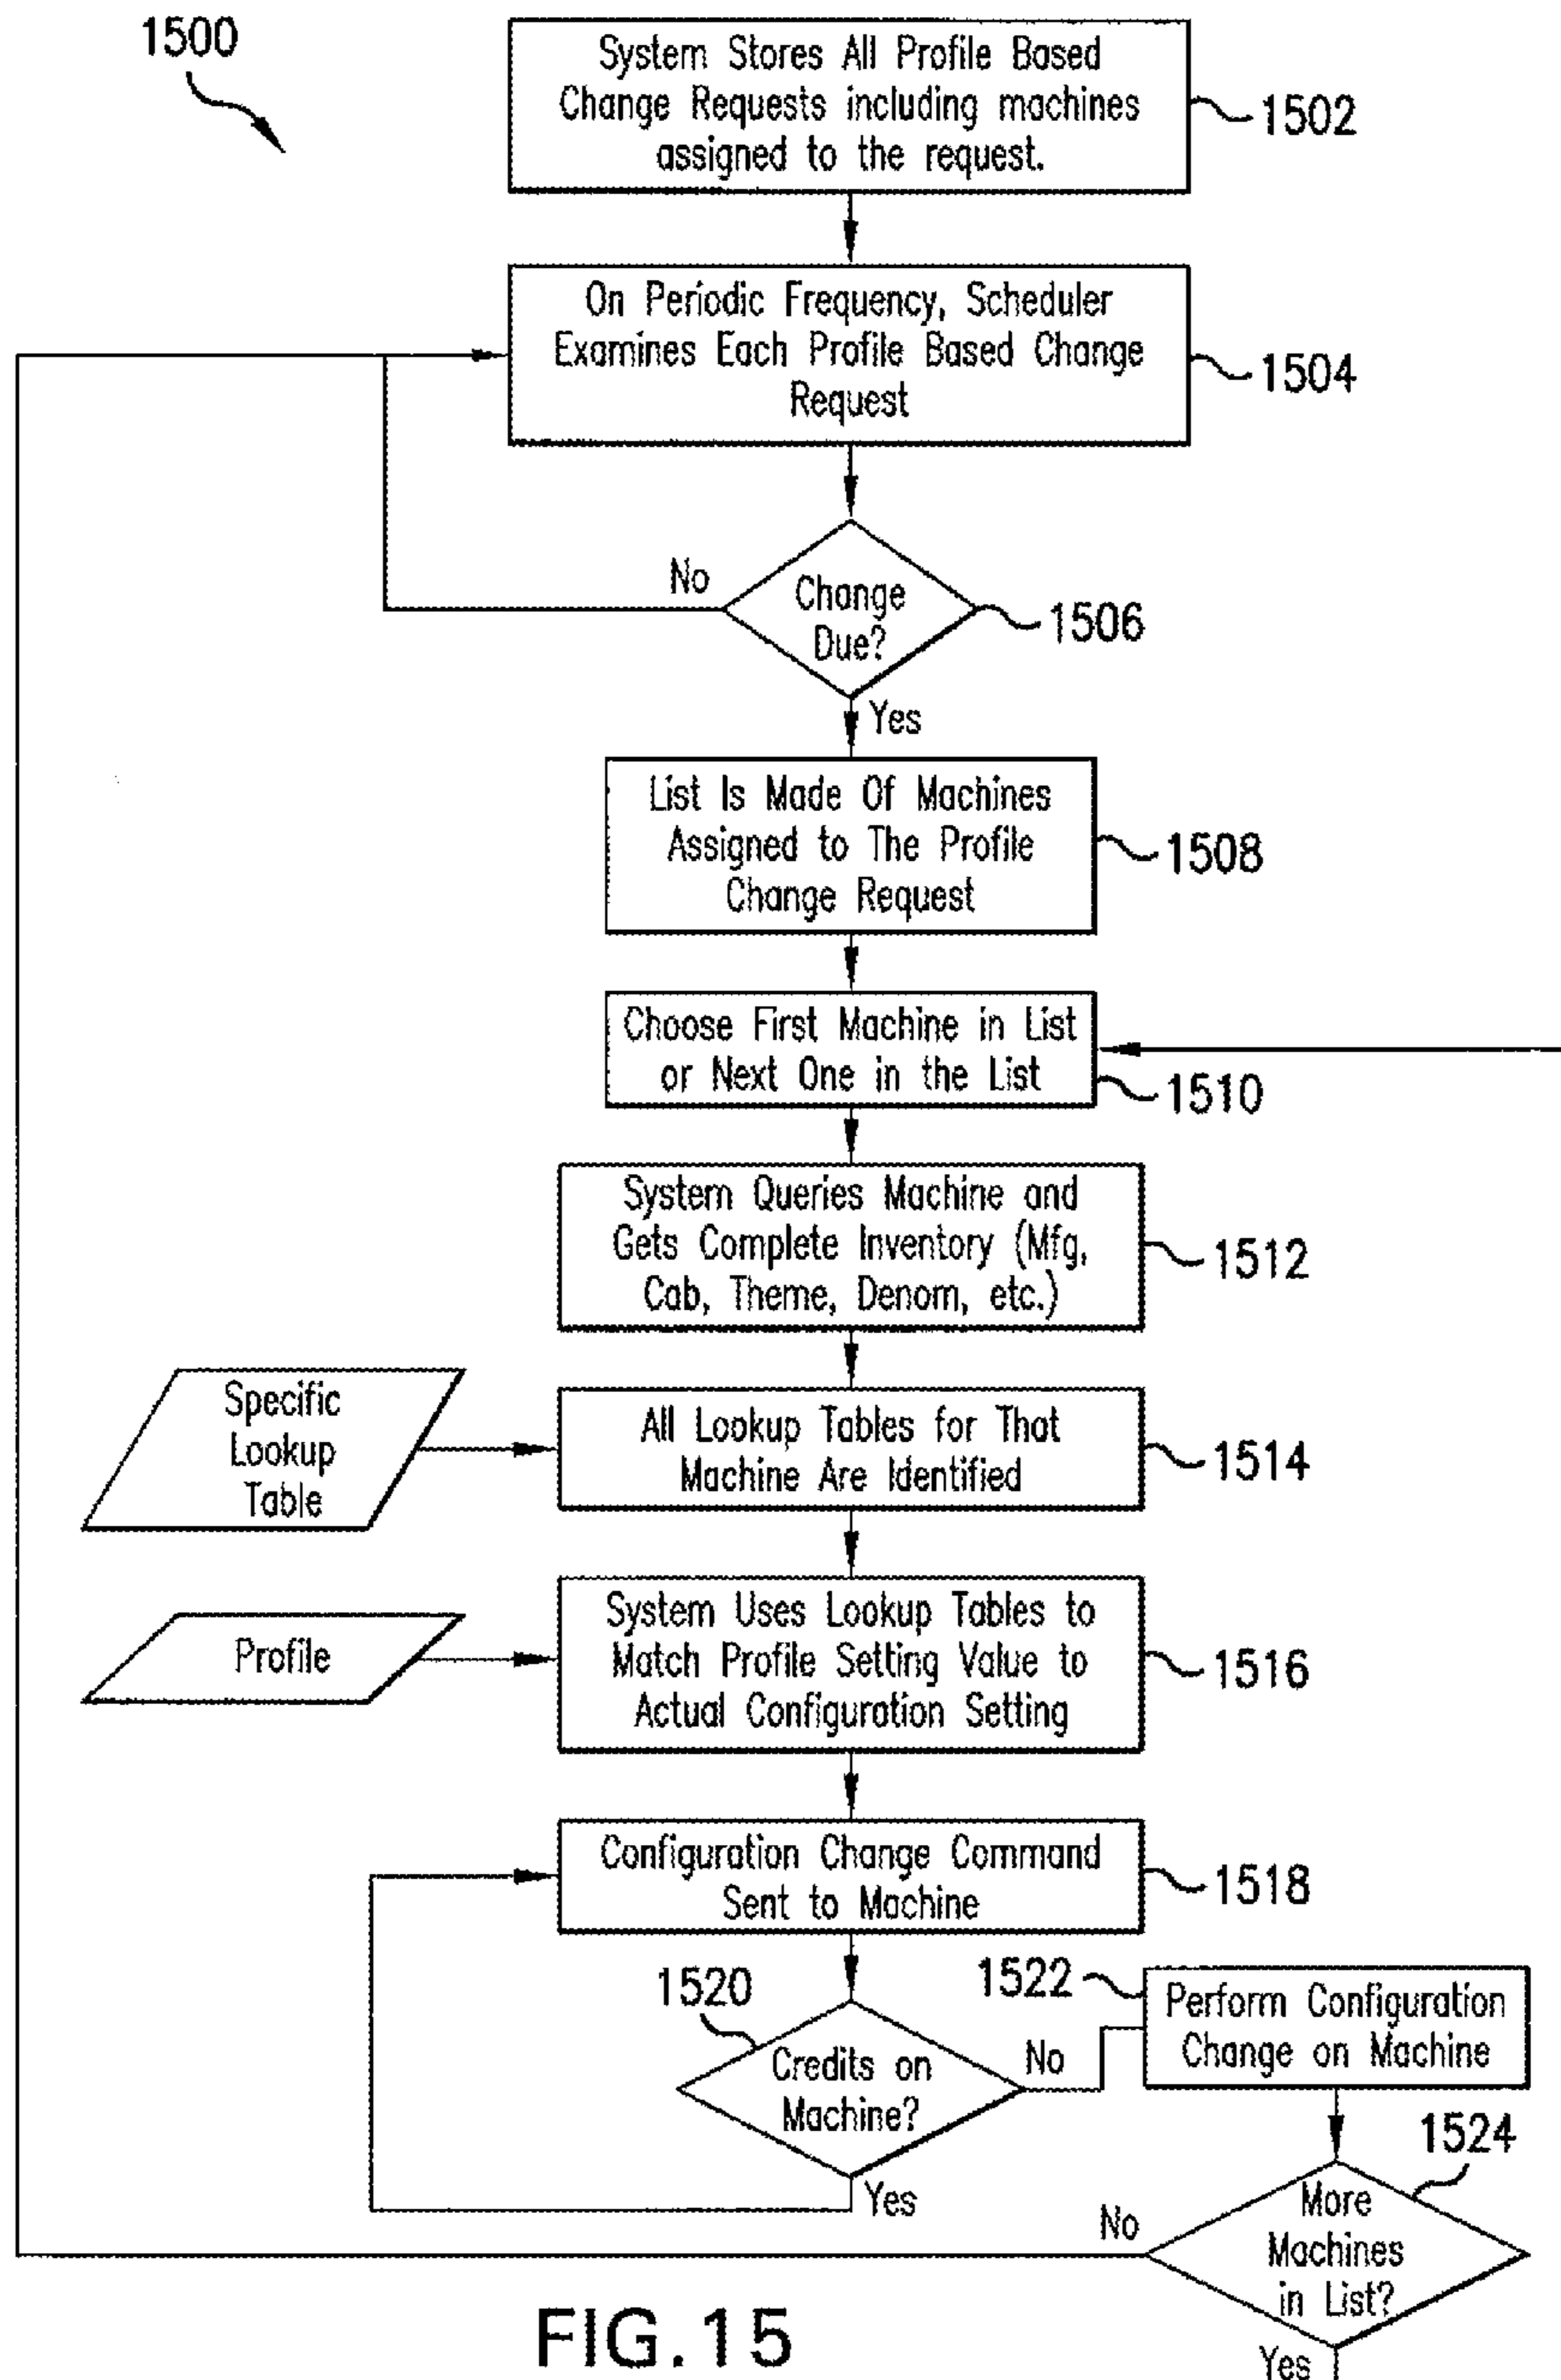 1500
System Stores All Profile Based
Change Requests including machines
assigned to the request.
1502
On Periodic Frequency, Scheduler
Examines Each Profile Based Change
Request
1504
No
Change
Due?
1506
Yes
List Is Made Of Machines
Assigned to The Profile
Change Request
1508
Choose First Machine in List
or Next One in the List
1510
System Queries Machine and
Gets Complete Inventory (Mfg,
Cab, Theme, Denom, etc.)
1512
Specific
Lookup
Table
All Lookup Tables for That
Machine Are Identified
1514
Profile
System Uses Lookup Tables to
Match Profile Setting Value to
Actual Configuration Setting
1516
Configuration Change Command
Sent to Machine
1518
1520
Credits on
Machine?
No
Yes
1522
Perform Configuration
Change on Machine
1524
No
More
Machines
in List?
Yes
FIG.15